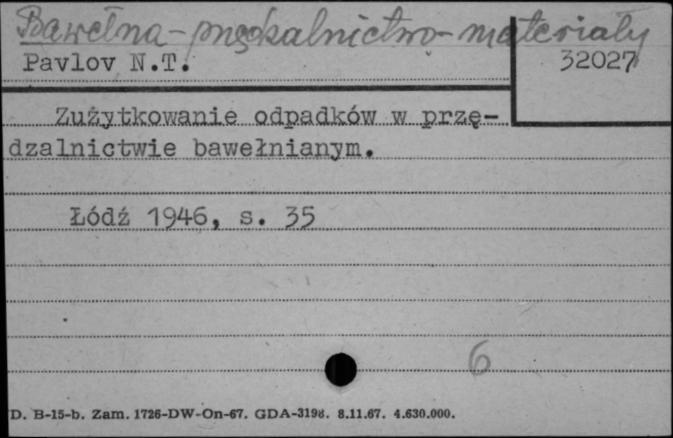 Bawełna - przędzalnictwo - materiały
Pavlov N.T.
32027
Zużytkowanie odpadków w przę-
dzalnictwie bawełnianym.
Łódź 1946, s. 35
6
D. B-15-b. Zam. 1726-DW-On-67. GDA-3198. 8.11.67. 4.630.000.